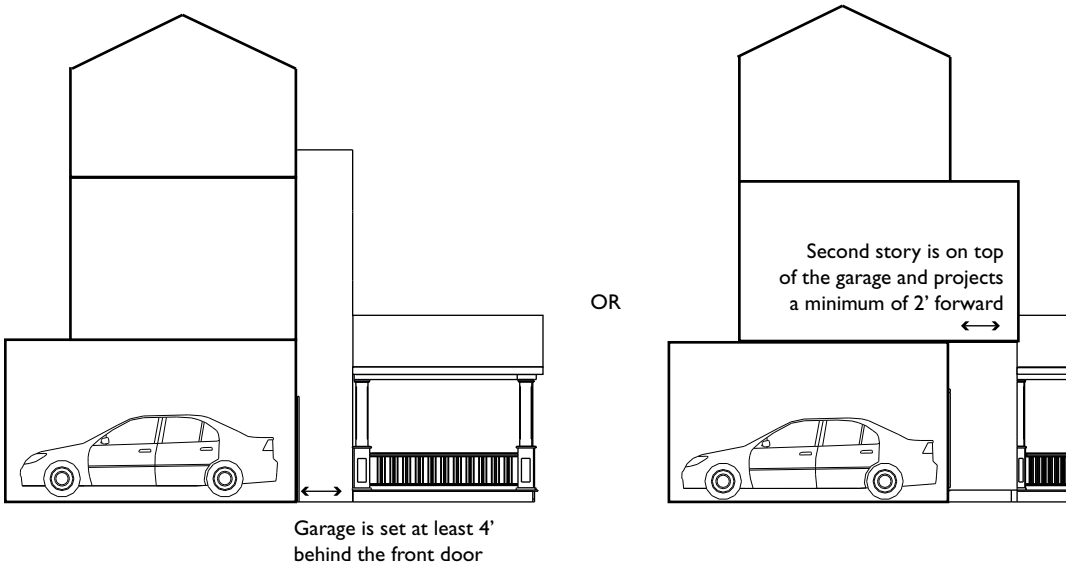 Second story is on top
of the garage and projects
a minimum of 2’ forward
OR
Garage is set at least 4’
behind the front door